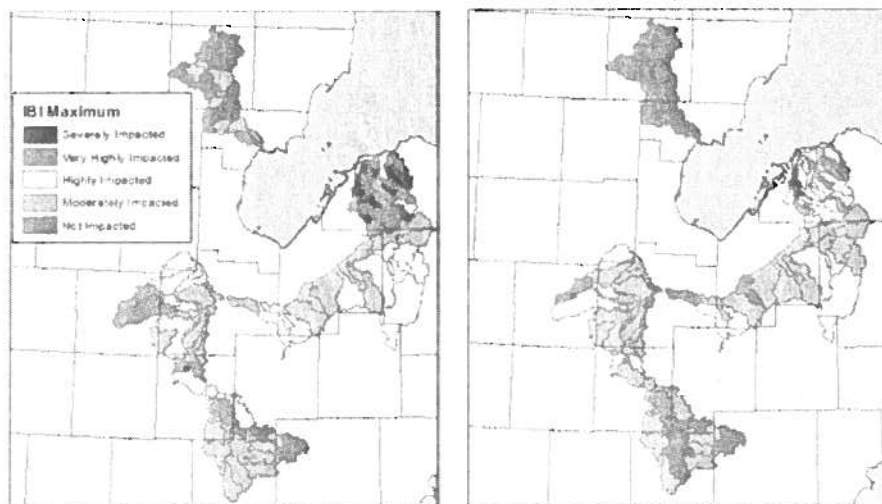 IBI Maximum
Severely Impacted
Very Highly Impacted
Highly Impacted
Moderately Impacted
Not Impacted